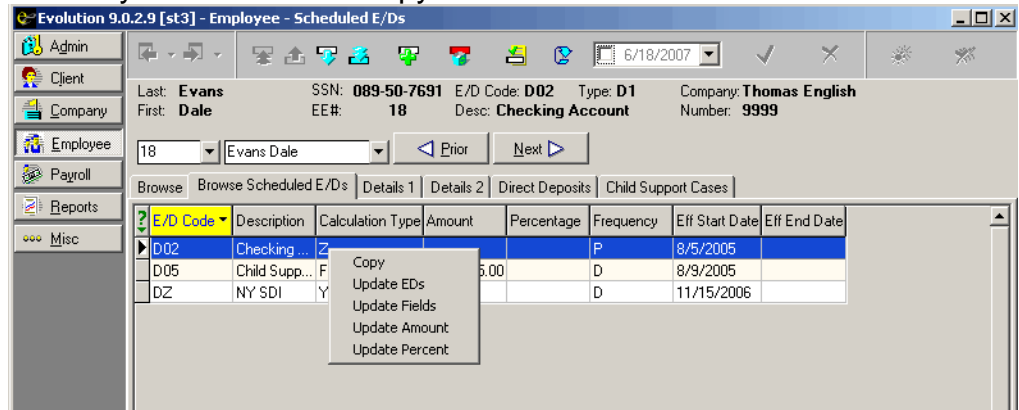 Evolution 9.0.2.9 [st3] - Employee - Scheduled E/Ds
Admin
Client
Company
Employee
Payroll
Reports
Misc
6/18/2007
Last: Evans SSN: 089-50-7691 E/D Code: D02 Type: D1 Company: Thomas English
First: Dale EE#: 18 Desc: Checking Account Number: 9999
18 Evans Dale Prior Next
Browse Browse Scheduled E/Ds Details 1 Details 2 Direct Deposits Child Support Cases
? E/D Code Description Calculation Type Amount Percentage Frequency Eff Start Date Eff End Date
D02 Checking ... Z P 8/5/2005
D05 Child Supp... F 5.00 D 8/9/2005
DZ NY SDI Y D 11/15/2006
Copy
Update EDs
Update Fields
Update Amount
Update Percent